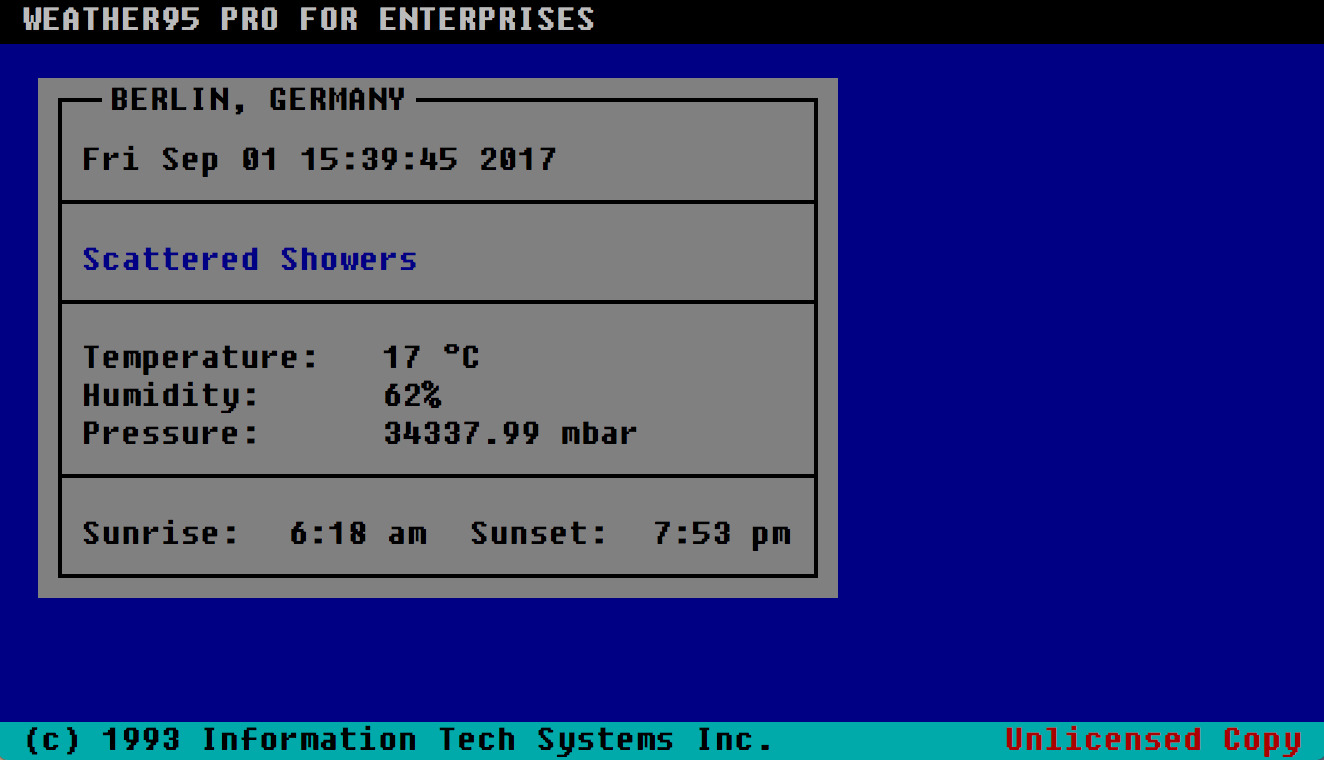 WEATHER95 PRO FOR ENTERPRISES
BERLIN, GERMANY
Fri Sep 01 15:39:45 2017
Scattered Showers
Temperature: 17 °C
Humidity: 62%
Pressure: 34337.99 mbar
Sunrise: 6:18 am Sunset: 7:53 pm
(c) 1993 Information Tech Systems Inc. Unlicensed Copy